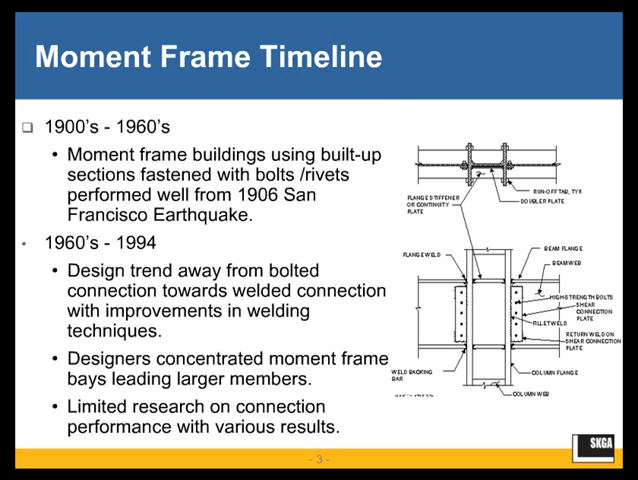 Moment Frame Timeline
1900's - 1960's
• Moment frame buildings using built-up
sections fastened with bolts /rivets
performed well from 1906 San
Francisco Earthquake.
• 1960's - 1994
• Design trend away from bolted
connection towards welded connection
with improvements in welding
techniques.
• Designers concentrated moment frame
bays leading larger members.
• Limited research on connection
performance with various results.
RUN-OFF TAB, TYP.
DOUBLER PLATE
FLANGE STIFFENER
OR CONTINUITY
PLATE
FLANGE WELD
BEAM FLANGE
BEAM WEB
HIGH-STRENGTH BOLTS
SHEAR
CONNECTION
PLATE
FILLET WELD
RETURN WELD ON
SHEAR CONNECTION
PLATE
WELD BACKING
BAR
COLUMN FLANGE
COLUMN WEB
- 3 -
SKGA